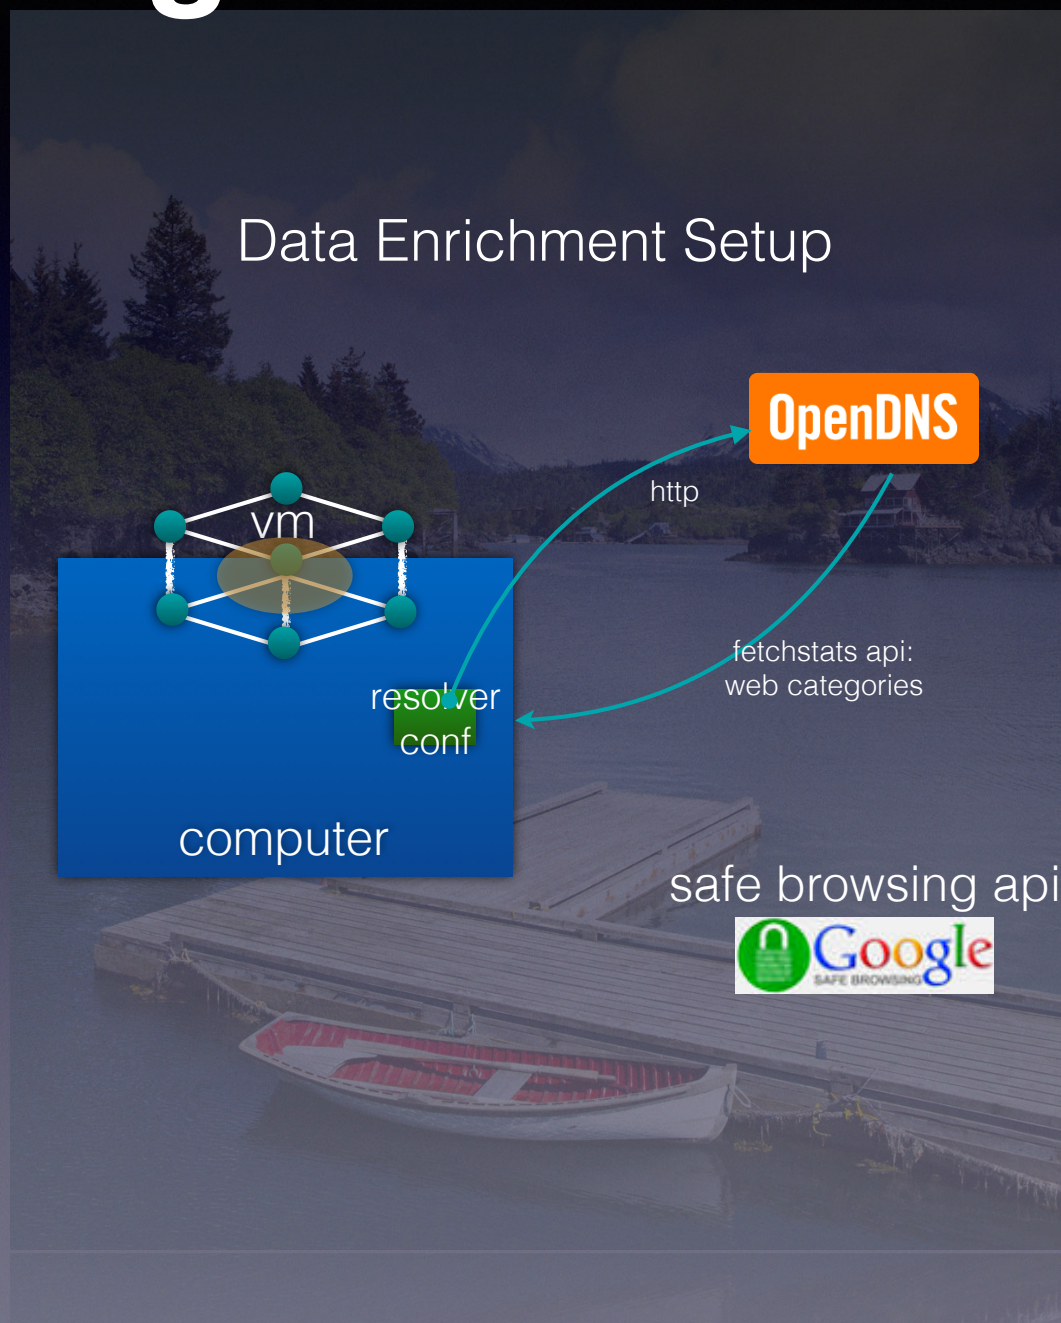 g
Data Enrichment Setup
OpenDNS
http
vm
fetchstats api:
web categories
resolver
conf
computer
safe browsing api
Google
SAFE BROWSING